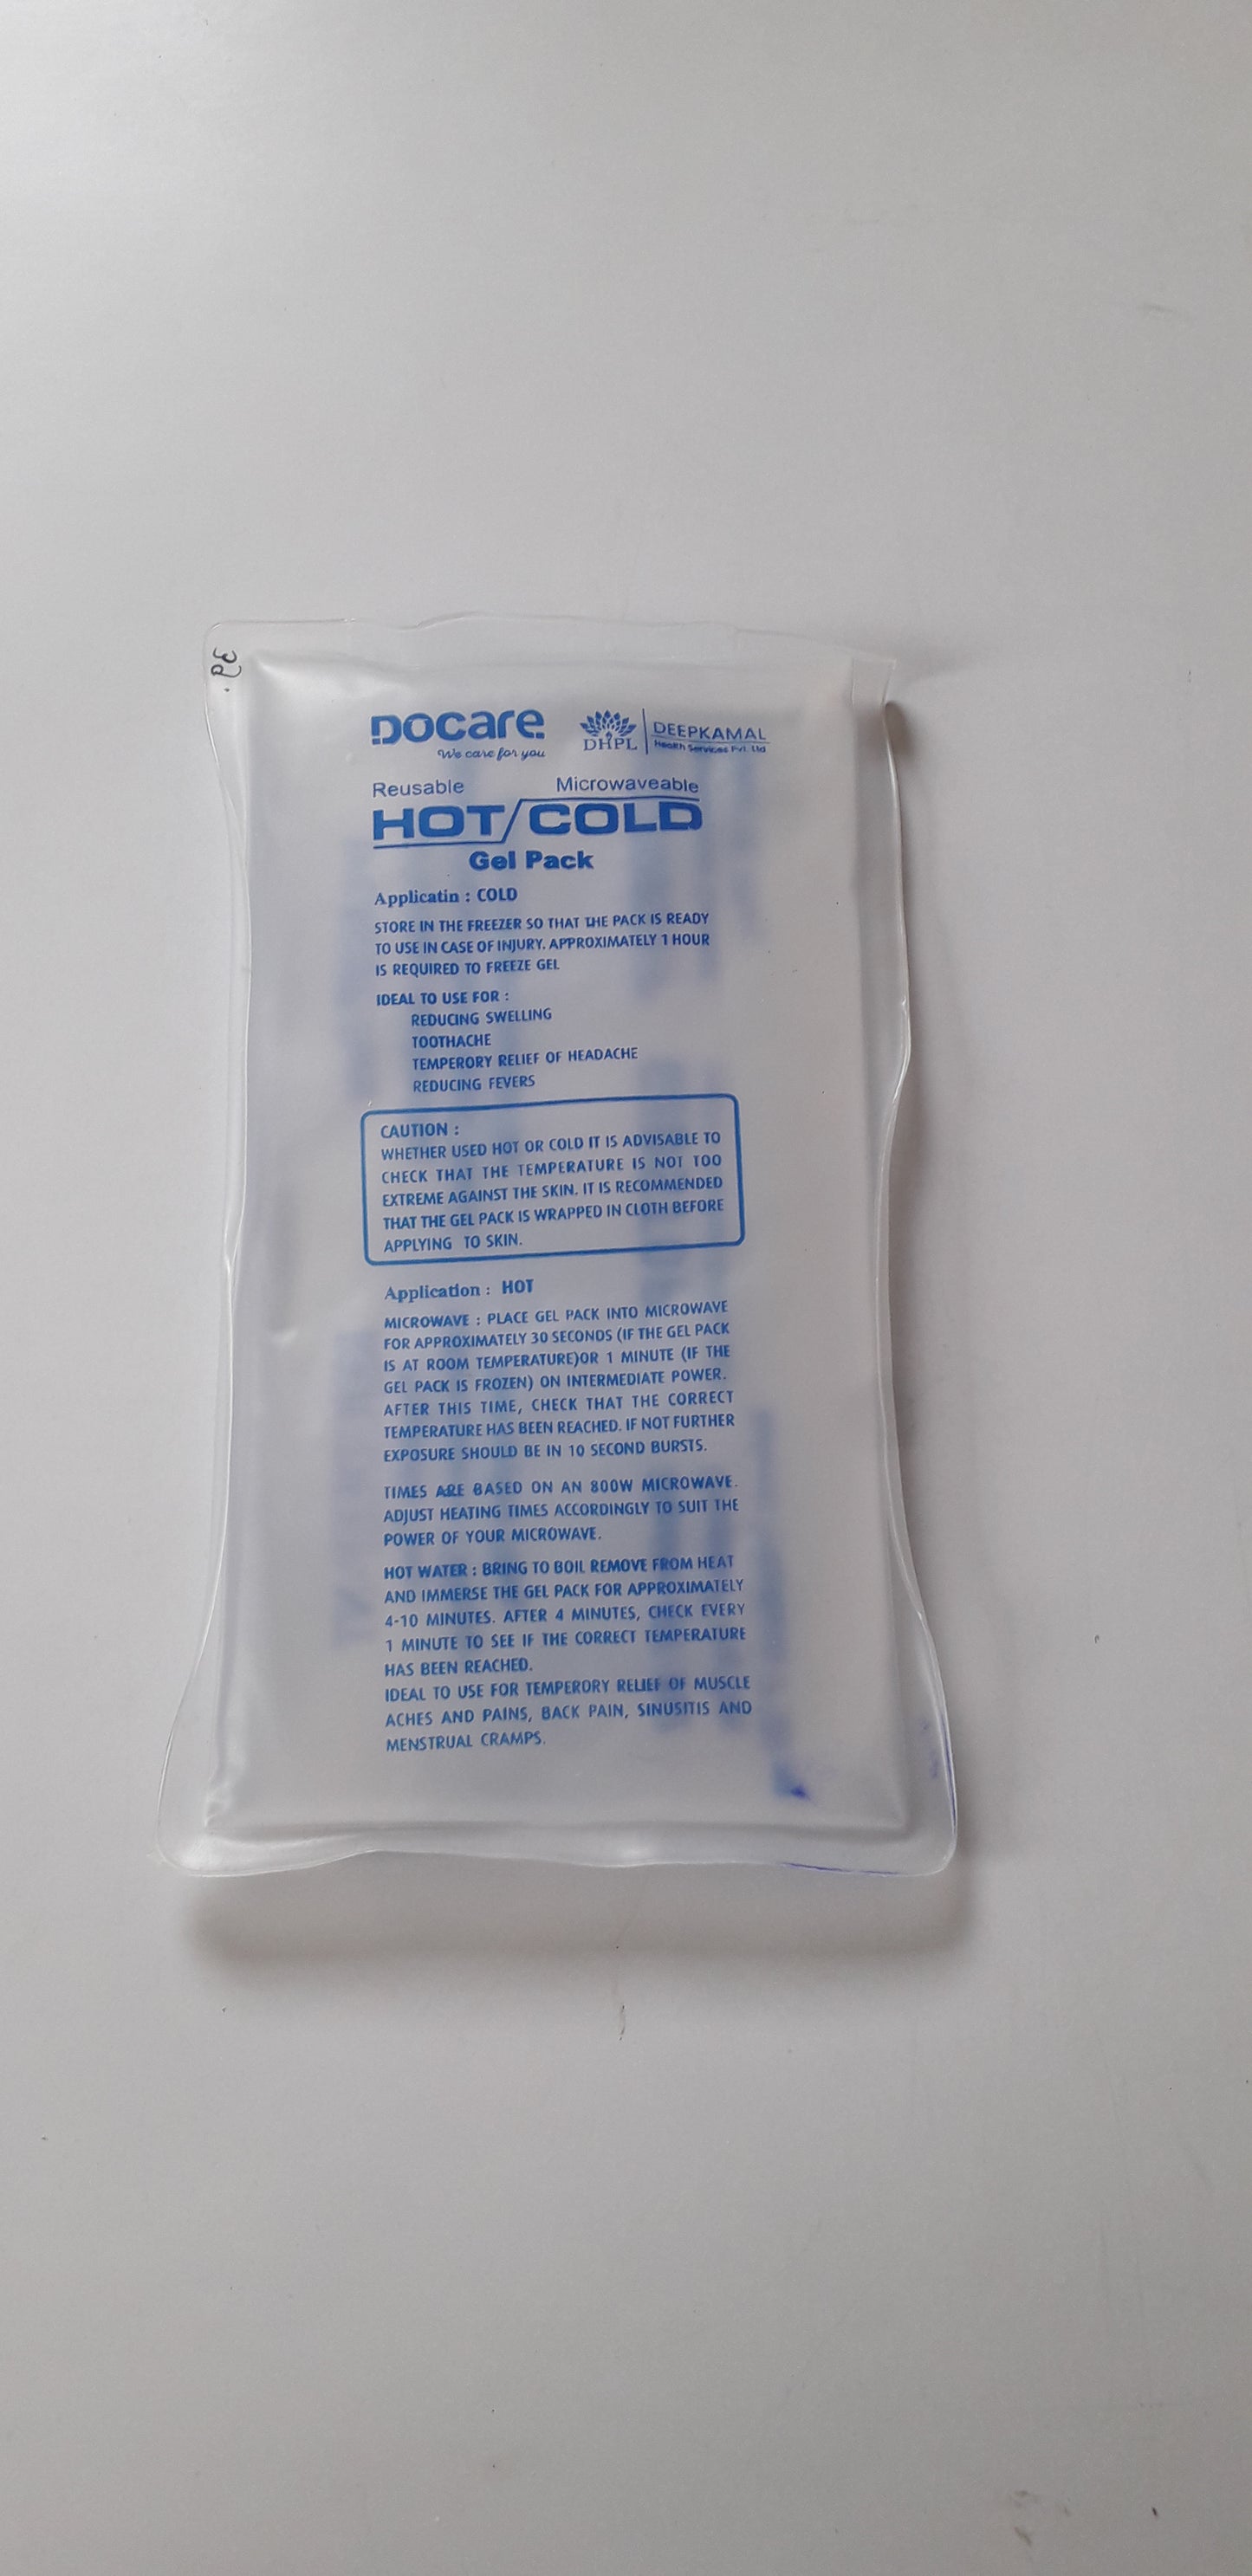 DOCARE
We care for you
DHPL
DEEPKAMAL
Health Services Pvt. Ltd
Reusable Microwaveable
HOT/COLD
Gel Pack
Applicatin : COLD
STORE IN THE FREEZER SO THAT THE PACK IS READY
TO USE IN CASE OF INJURY. APPROXIMATELY 1 HOUR
IS REQUIRED TO FREEZE GEL
IDEAL TO USE FOR :
REDUCING SWELLING
TOOTHACHE
TEMPERORY RELIEF OF HEADACHE
REDUCING FEVERS
CAUTION :
WHETHER USED HOT OR COLD IT IS ADVISABLE TO
CHECK THAT THE TEMPERATURE IS NOT TOO
EXTREME AGAINST THE SKIN. IT IS RECOMMENDED
THAT THE GEL PACK IS WRAPPED IN CLOTH BEFORE
APPLYING TO SKIN.
Application : HOT
MICROWAVE : PLACE GEL PACK INTO MICROWAVE
FOR APPROXIMATELY 30 SECONDS (IF THE GEL PACK
IS AT ROOM TEMPERATURE)OR 1 MINUTE (IF THE
GEL PACK IS FROZEN) ON INTERMEDIATE POWER.
AFTER THIS TIME, CHECK THAT THE CORRECT
TEMPERATURE HAS BEEN REACHED. IF NOT FURTHER
EXPOSURE SHOULD BE IN 10 SECOND BURSTS.
TIMES ARE BASED ON AN 800W MICROWAVE.
ADJUST HEATING TIMES ACCORDINGLY TO SUIT THE
POWER OF YOUR MICROWAVE.
HOT WATER : BRING TO BOIL REMOVE FROM HEAT
AND IMMERSE THE GEL PACK FOR APPROXIMATELY
4-10 MINUTES. AFTER 4 MINUTES, CHECK EVERY
1 MINUTE TO SEE IF THE CORRECT TEMPERATURE
HAS BEEN REACHED.
IDEAL TO USE FOR TEMPERORY RELIEF OF MUSCLE
ACHES AND PAINS, BACK PAIN, SINUSITIS AND
MENSTRUAL CRAMPS.